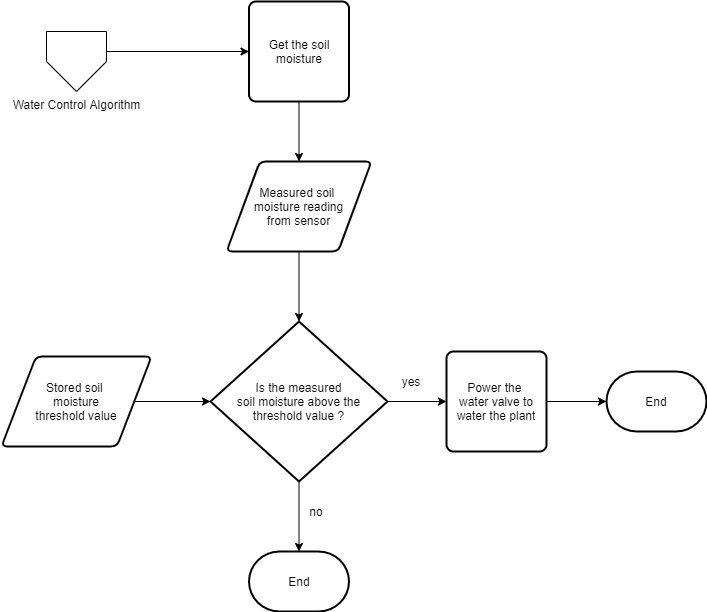 Get the soil
moisture
Water Control Algorithm
Measured soil
moisture reading
from sensor
Stored soil
moisture
threshold value
Is the measured
soil moisture above the
threshold value ?
yes
Power the
water valve to
water the plant
End
no
End